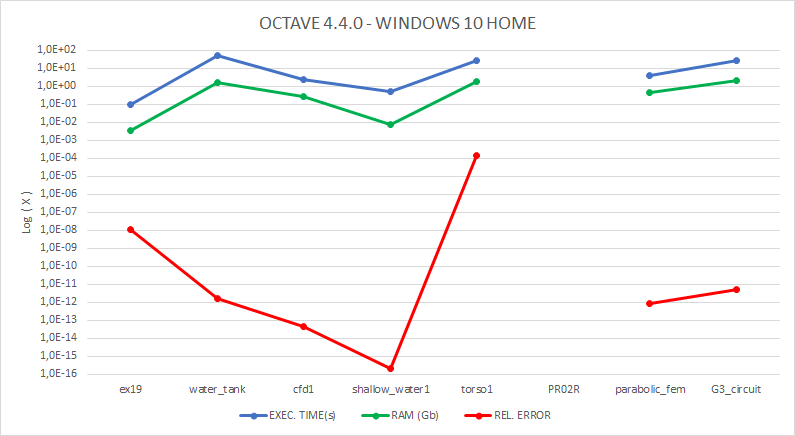 OCTAVE 4.4.0 - WINDOWS 10 HOME
1,0E+02
1,0E+01
1,0E+00
1,0E-01
1,0E-02
1,0E-03
1,0E-04
1,0E-05
1,0E-06
1,0E-07
1,0E-08
1,0E-09
1,0E-10
1,0E-11
1,0E-12
1,0E-13
1,0E-14
1,0E-15
1,0E-16
Log ( X )
ex19 water_tank cfd1 shallow_water1 torso1 PR02R parabolic_fem G3_circuit
EXEC. TIME(s) RAM (Gb) REL. ERROR